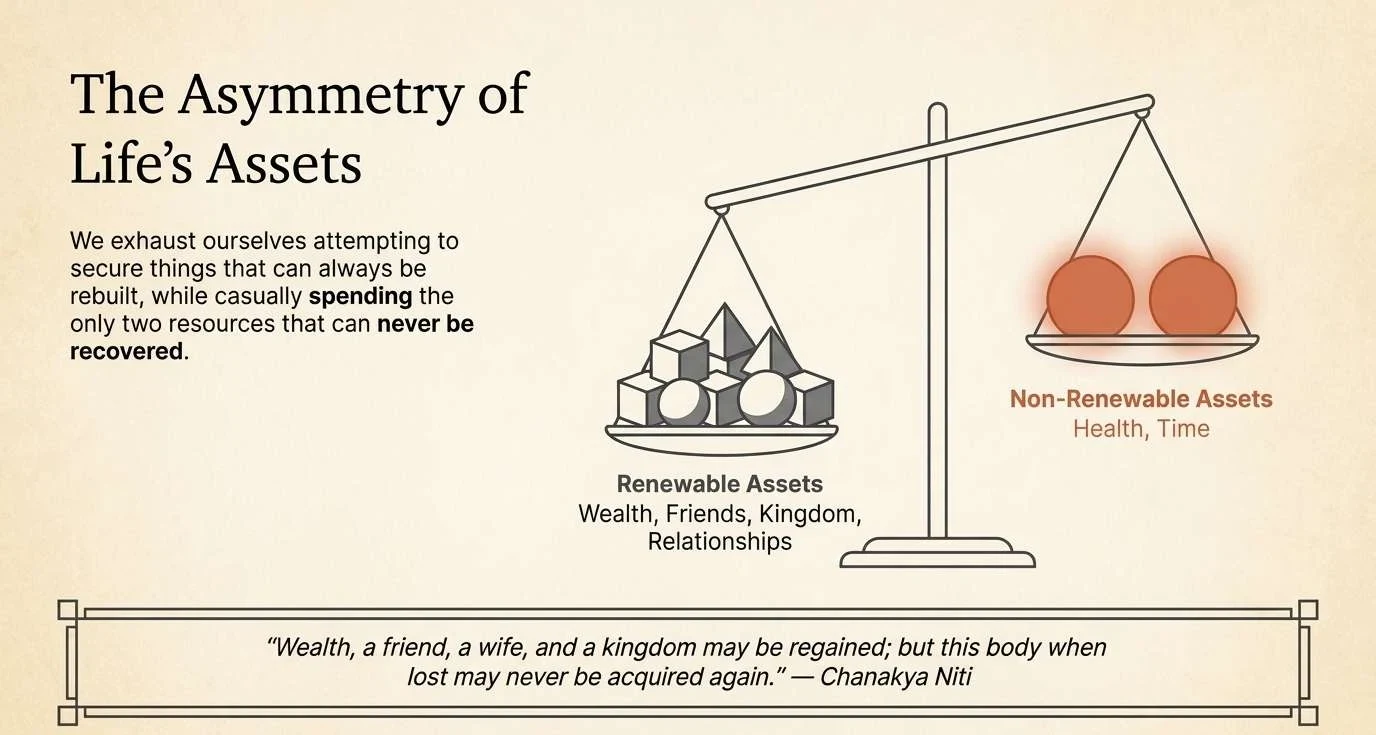 The Asymmetry of
Life’s Assets
We exhaust ourselves attempting to
secure things that can always be
rebuilt, while casually spending the
only two resources that can never be
recovered.
Renewable Assets
Wealth, Friends, Kingdom,
Relationships
Non-Renewable Assets
Health, Time
“Wealth, a friend, a wife, and a kingdom may be regained; but this body when
lost may never be acquired again.” — Chanakya Niti